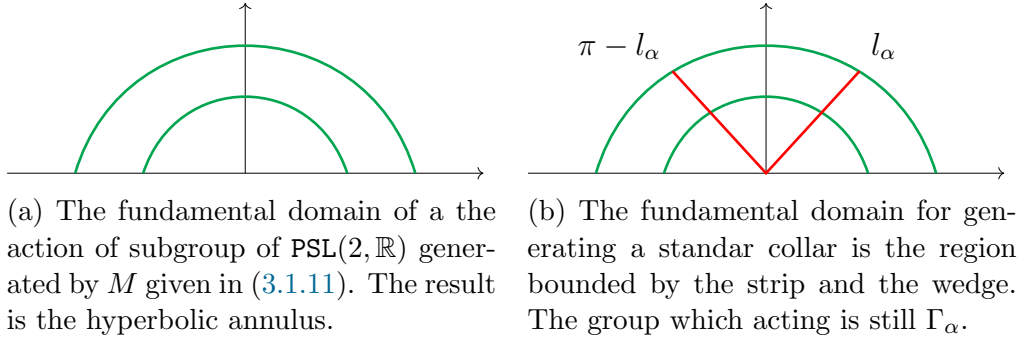 π − l_α
l_α
(a) The fundamental domain of a the
action of subgroup of PSL(2, ℝ) gener-
ated by M given in (3.1.11). The result
is the hyperbolic annulus.
(b) The fundamental domain for gen-
erating a standar collar is the region
bounded by the strip and the wedge.
The group which acting is still Γ_α.